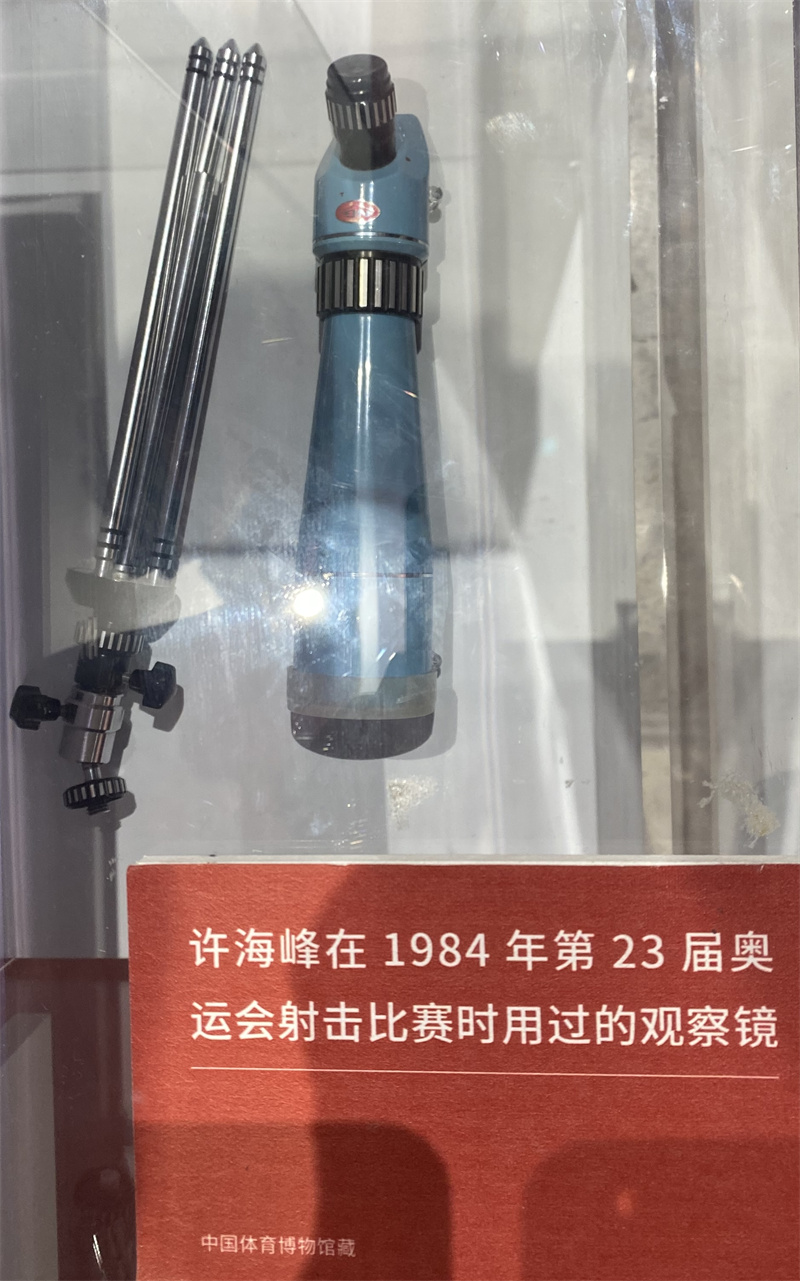 许海峰在 1984 年第 23 届奥
运会射击比赛时用过的观察镜
中国体育博物馆藏